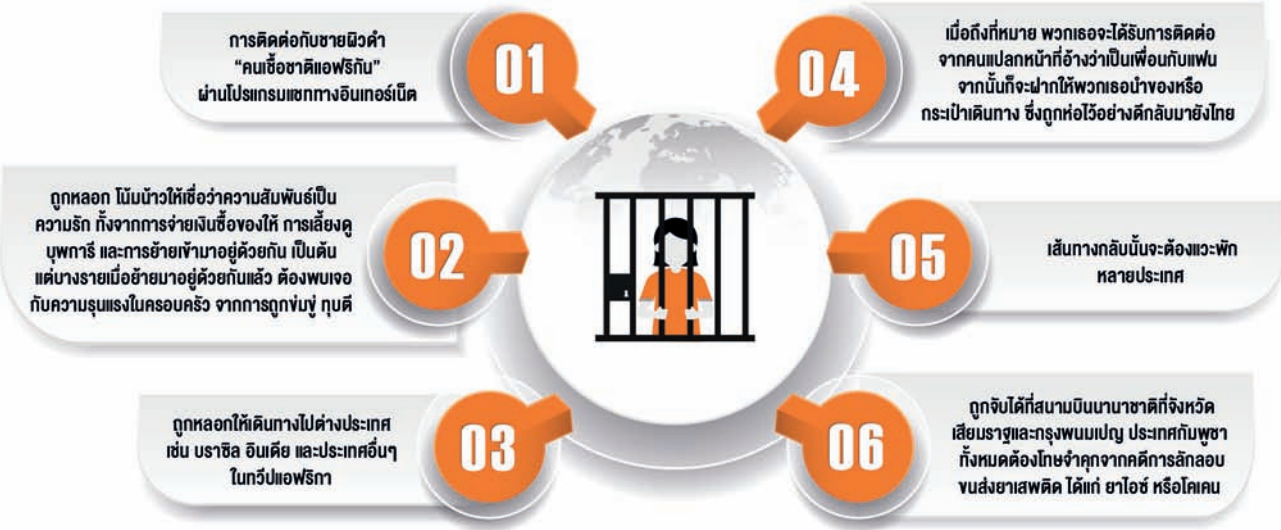 01
การติดต่อกับชายผิวดำ
“คนเชื้อชาติแอฟริกัน”
ผ่านโปรแกรมแชททางอินเทอร์เน็ต
02
ถูกหลอก โน้มน้าวให้เชื่อว่าความสัมพันธ์เป็น
ความรัก ทั้งจากการจ่ายเงินซื้อของให้ การเลี้ยงดู
บุพการี และการย้ายเข้ามาอยู่ด้วยกัน เป็นต้น
แต่บางรายเมื่อย้ายมาอยู่ด้วยกันแล้ว ต้องพบเจอ
กับความรุนแรงในครอบครัว จากการถูกข่มขู่ ทุบตี
03
ถูกหลอกให้เดินทางไปต่างประเทศ
เช่น บราซิล อินเดีย และประเทศอื่นๆ
ในทวีปแอฟริกา
04
เมื่อถึงที่หมาย พวกเธอจะได้รับการติดต่อ
จากคนแปลกหน้าที่อ้างว่าเป็นเพื่อนกับแฟน
จากนั้นก็จะฝากให้พวกเธอนำของหรือ
กระเป๋าเดินทาง ซึ่งถูกห่อไว้อย่างดีกลับมายังไทย
05
เส้นทางกลับนั้นจะต้องแวะพัก
หลายประเทศ
06
ถูกจับได้ที่สนามบินนานาชาติที่จังหวัด
เสียมราฐและกรุงพนมเปญ ประเทศกัมพูชา
ทั้งหมดต้องโทษจำคุกจากคดีการลักลอบ
ขนส่งยาเสพติด ได้แก่ ยาไอซ์ หรือโคเคน